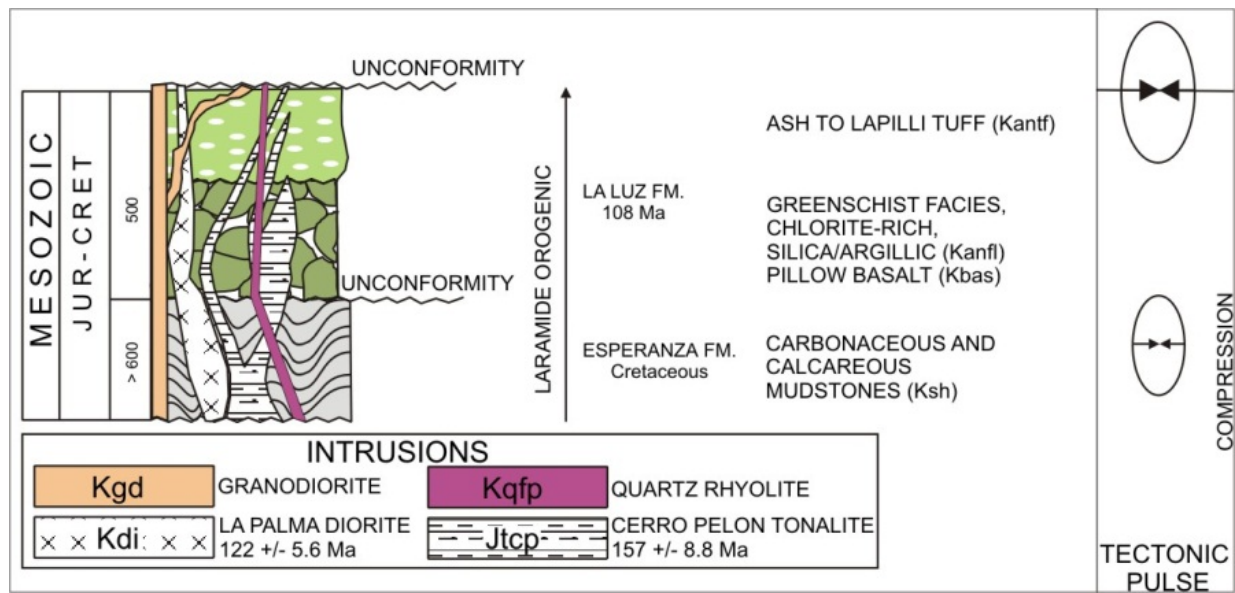 UNCONFORMITY
MESOZOIC
JUR-CRET
500
> 600
UNCONFORMITY
LARAMIDE OROGENIC
LA LUZ FM.
108 Ma
ESPERANZA FM.
Cretaceous
ASH TO LAPILLI TUFF (Kantf)
GREENSCHIST FACIES,
CHLORITE-RICH,
SILICA/ARGILLIC (Kanfl)
PILLOW BASALT (Kbas)
CARBONACEOUS AND
CALCAREOUS
MUDSTONES (Ksh)
COMPRESSION
TECTONIC
PULSE
INTRUSIONS
Kgd
GRANODIORITE
Kqfp
QUARTZ RHYOLITE
Kdi
LA PALMA DIORITE
122 +/- 5.6 Ma
Jtcp
CERRO PELON TONALITE
157 +/- 8.8 Ma